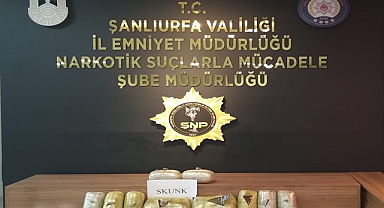 T.C.
ŞANLIURFA VALİLİĞİ
İL EMNİYET MÜDÜRLÜĞÜ
NARKOTİK SUÇLARLA MÜCADELE
ŞUBE MÜDÜRLÜĞÜ
SNP
SKUNK